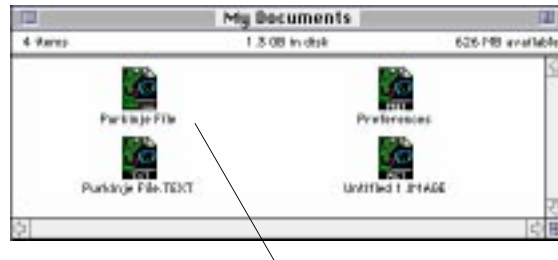 My Documents
4 items 1.3 GB in disk 626 MB available
Purkinje File Preferences
Purkinje File.TEXT Untitled 1.IMAGE